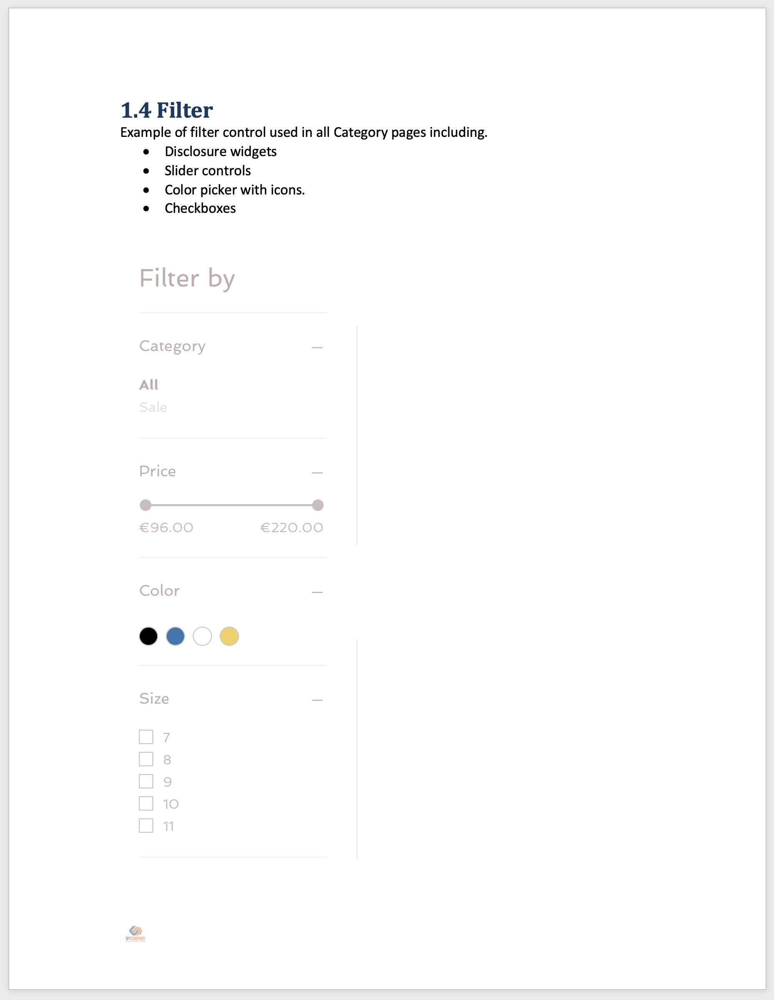 1.4 Filter
Example of filter control used in all Category pages including.
• Disclosure widgets
• Slider controls
• Color picker with icons.
• Checkboxes
Filter by
Category —
All
Sale
Price —
€96.00 €220.00
Color —
Size —
7
8
9
10
11
MYCOMPANY